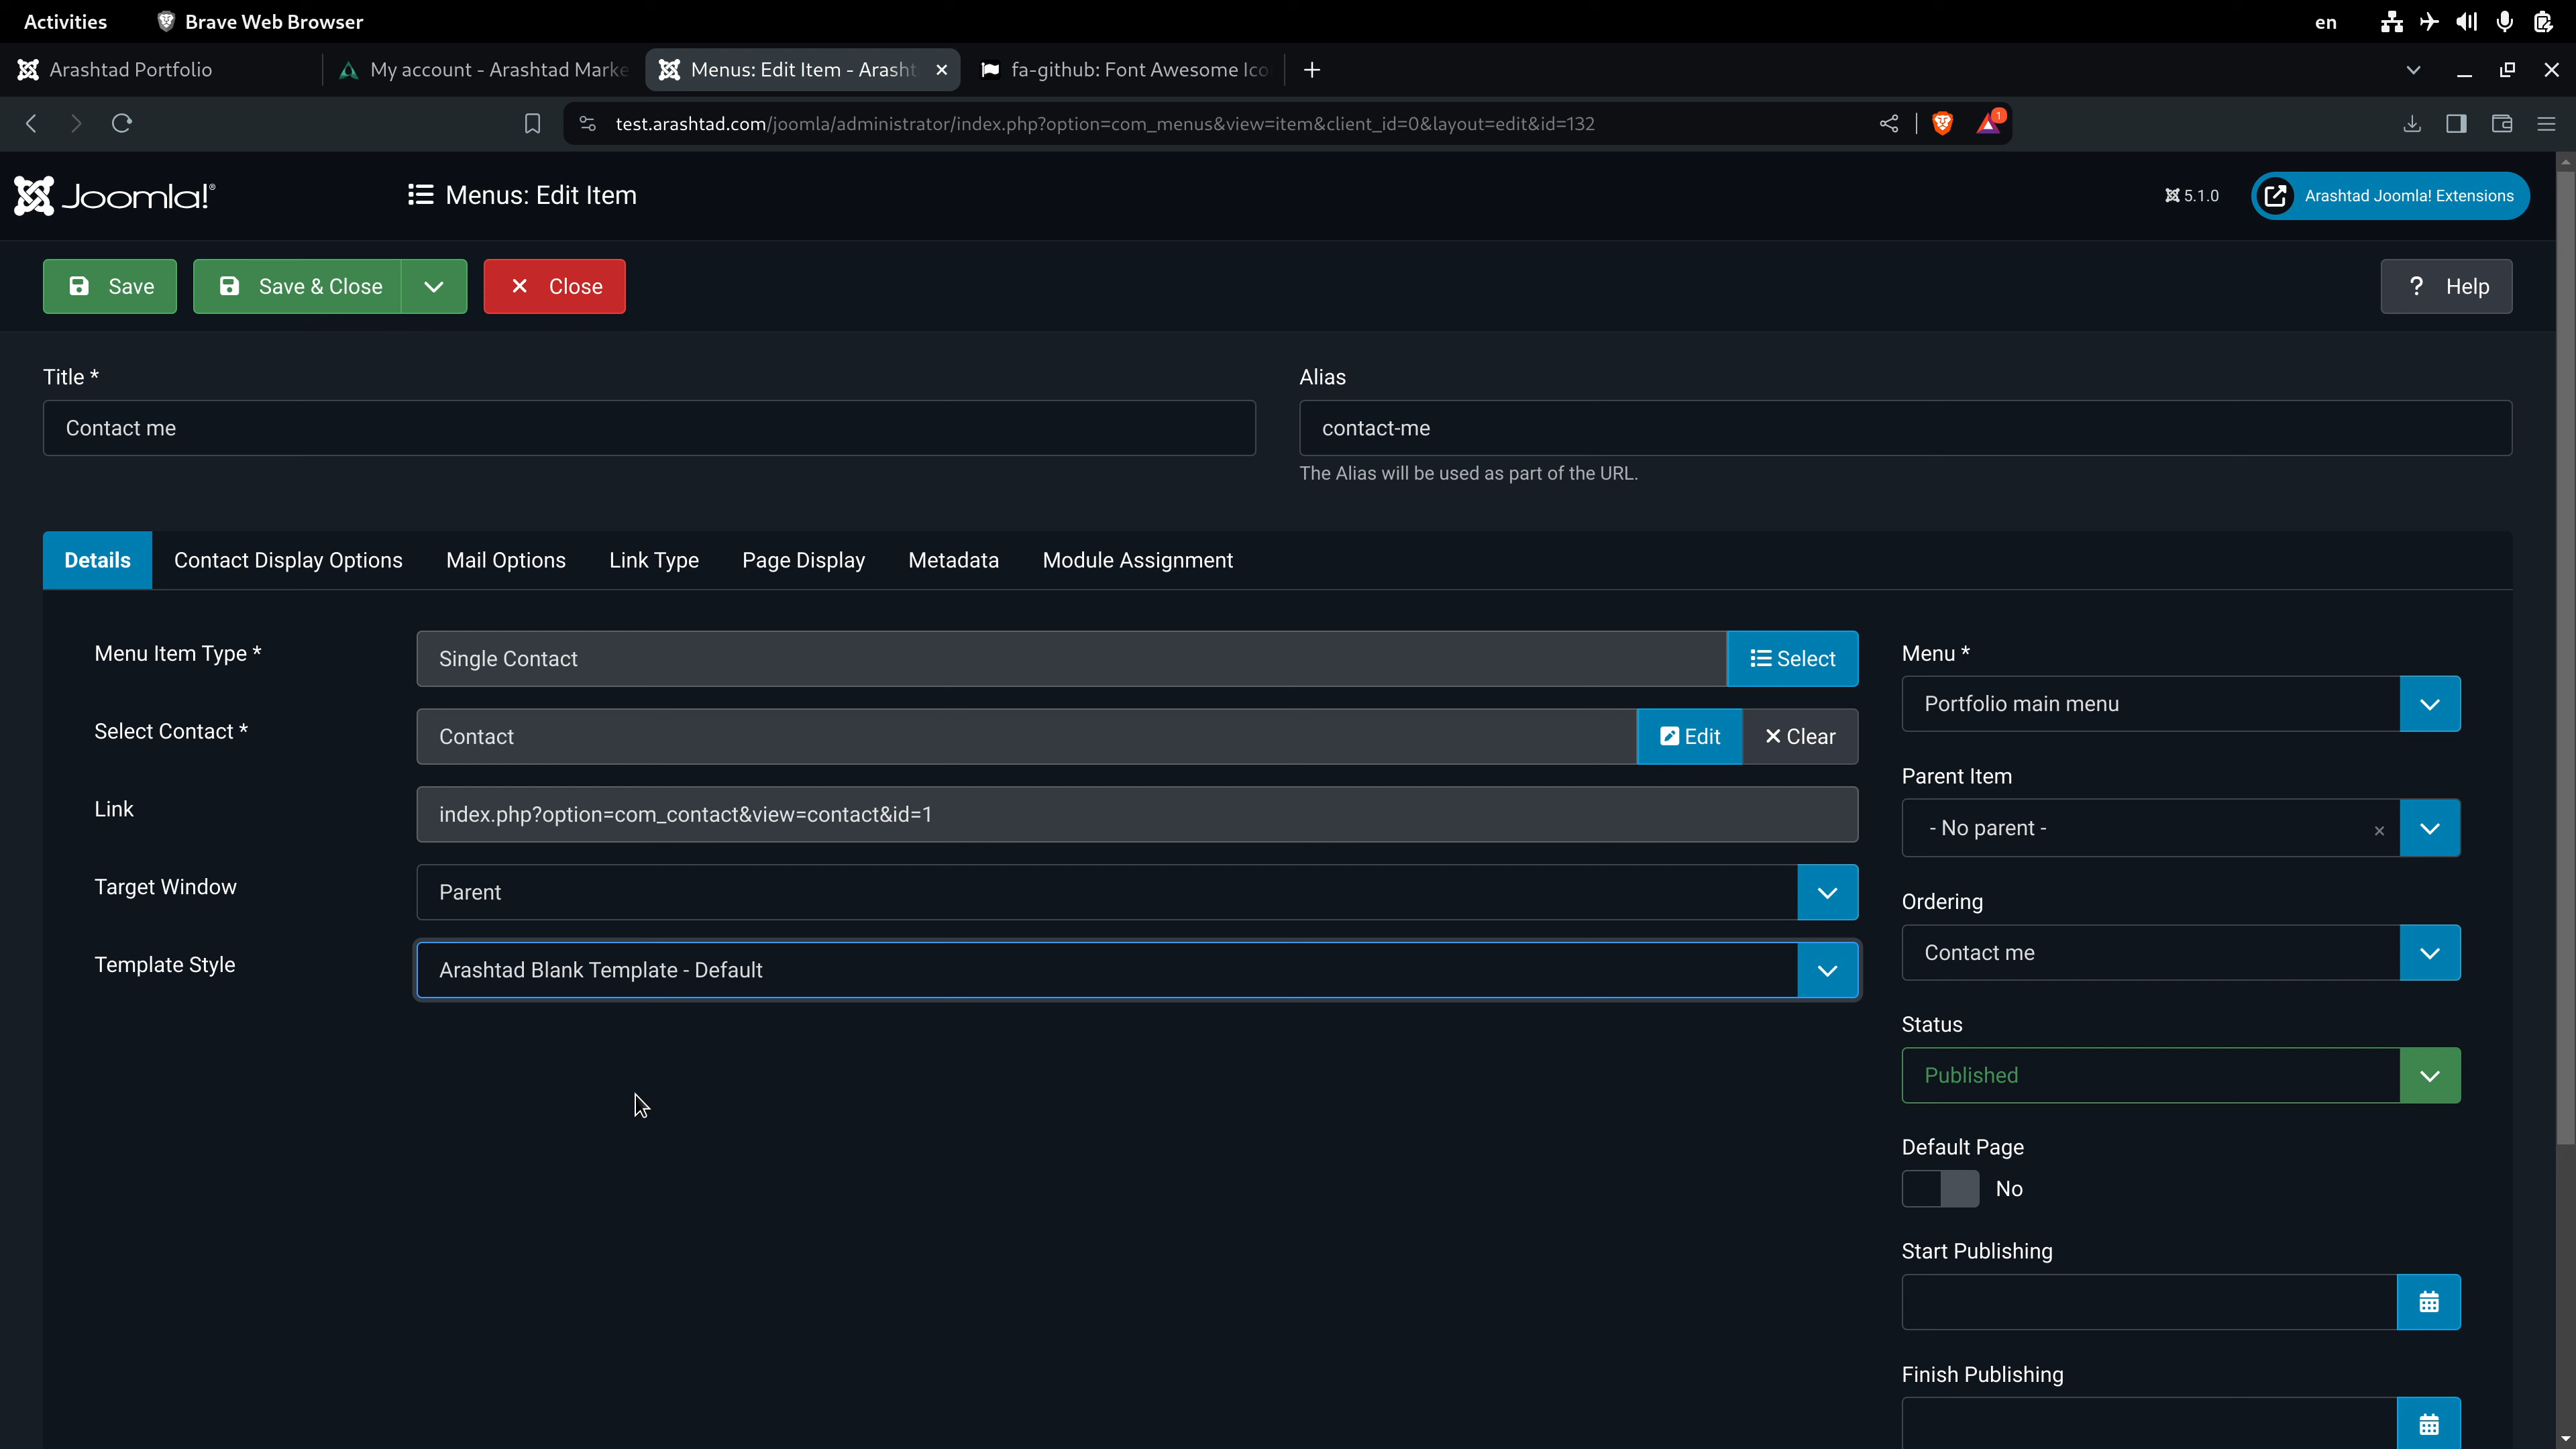 Activities
Brave Web Browser
en
Arashtad Portfolio
My account - Arashtad Marke
Menus: Edit Item - Arasht
fa-github: Font Awesome Ico
test.arashtad.com/joomla/administrator/index.php?option=com_menus&view=item&client_id=0&layout=edit&id=132
1
Joomla!®
Menus: Edit Item
5.1.0
Arashtad Joomla! Extensions
Save
Save & Close
Close
? Help
Title *
Alias
Contact me
contact-me
The Alias will be used as part of the URL.
Details
Contact Display Options
Mail Options
Link Type
Page Display
Metadata
Module Assignment
Menu Item Type *
Single Contact
Select
Select Contact *
Contact
Edit
Clear
Link
index.php?option=com_contact&view=contact&id=1
Target Window
Parent
Template Style
Arashtad Blank Template - Default
Menu *
Portfolio main menu
Parent Item
- No parent -
Ordering
Contact me
Status
Published
Default Page
No
Start Publishing
Finish Publishing